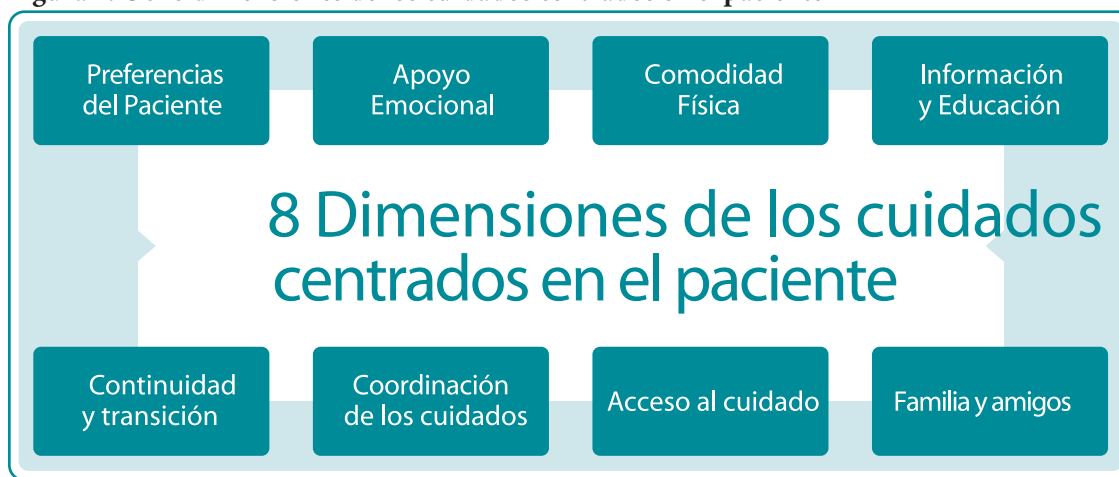 Preferencias
del Paciente
Apoyo
Emocional
Comodidad
Física
Información
y Educación
8 Dimensiones de los cuidados
centrados en el paciente
Continuidad
y transición
Coordinación
de los cuidados
Acceso al cuidado
Familia y amigos